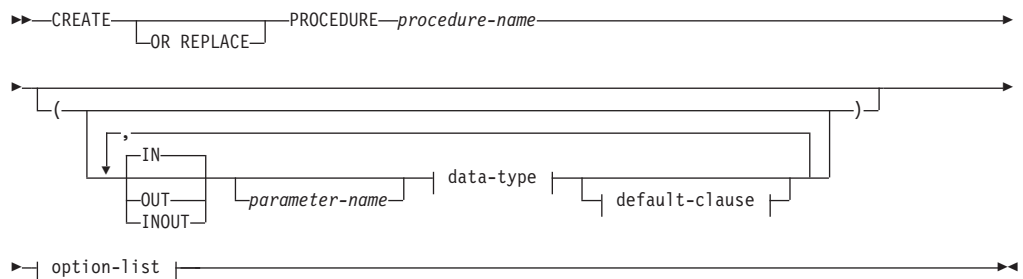 CREATE PROCEDURE procedure-name
OR REPLACE
( )
,
IN
data-type
OUT parameter-name default-clause
INOUT
option-list